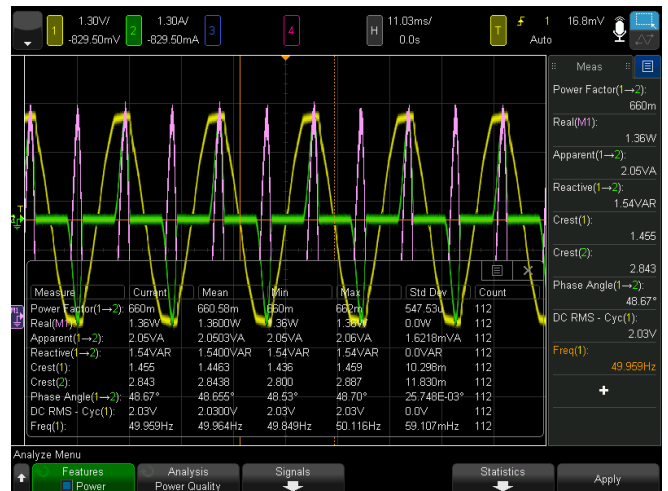 1 1.30V/ -829.50mV 2 1.30A/ -829.50mA 3 4 H 11.03ms/ 0.0s T 1 16.8mV Auto
Meas
Power Factor(1→2):
660m
Real(M1):
1.36W
Apparent(1→2):
2.05VA
Reactive(1→2):
1.54VAR
Crest(1):
1.455
Crest(2):
2.843
Phase Angle(1→2):
48.67°
DC RMS - Cyc(1):
2.03V
Freq(1):
49.959Hz
T
M1
Measure Current Mean Min Max Std Dev Count
Power Factor(1→2): 660m 660.58m 660m 662m 547.53u 112
Real(M1): 1.36W 1.3600W 1.36W 1.36W 0.0W 112
Apparent(1→2): 2.05VA 2.0503VA 2.05VA 2.06VA 1.6218mVA 112
Reactive(1→2): 1.54VAR 1.5400VAR 1.54VAR 1.54VAR 0.0VAR 112
Crest(1): 1.455 1.4463 1.436 1.459 10.298m 112
Crest(2): 2.843 2.8438 2.800 2.887 11.830m 112
Phase Angle(1→2): 48.67° 48.655° 48.53° 48.70° 25.748E-03° 112
DC RMS - Cyc(1): 2.03V 2.0300V 2.03V 2.03V 0.0V 112
Freq(1): 49.959Hz 49.964Hz 49.849Hz 50.116Hz 59.107mHz 112
Analyze Menu
Features Analysis Signals Statistics Apply
Power Power Quality